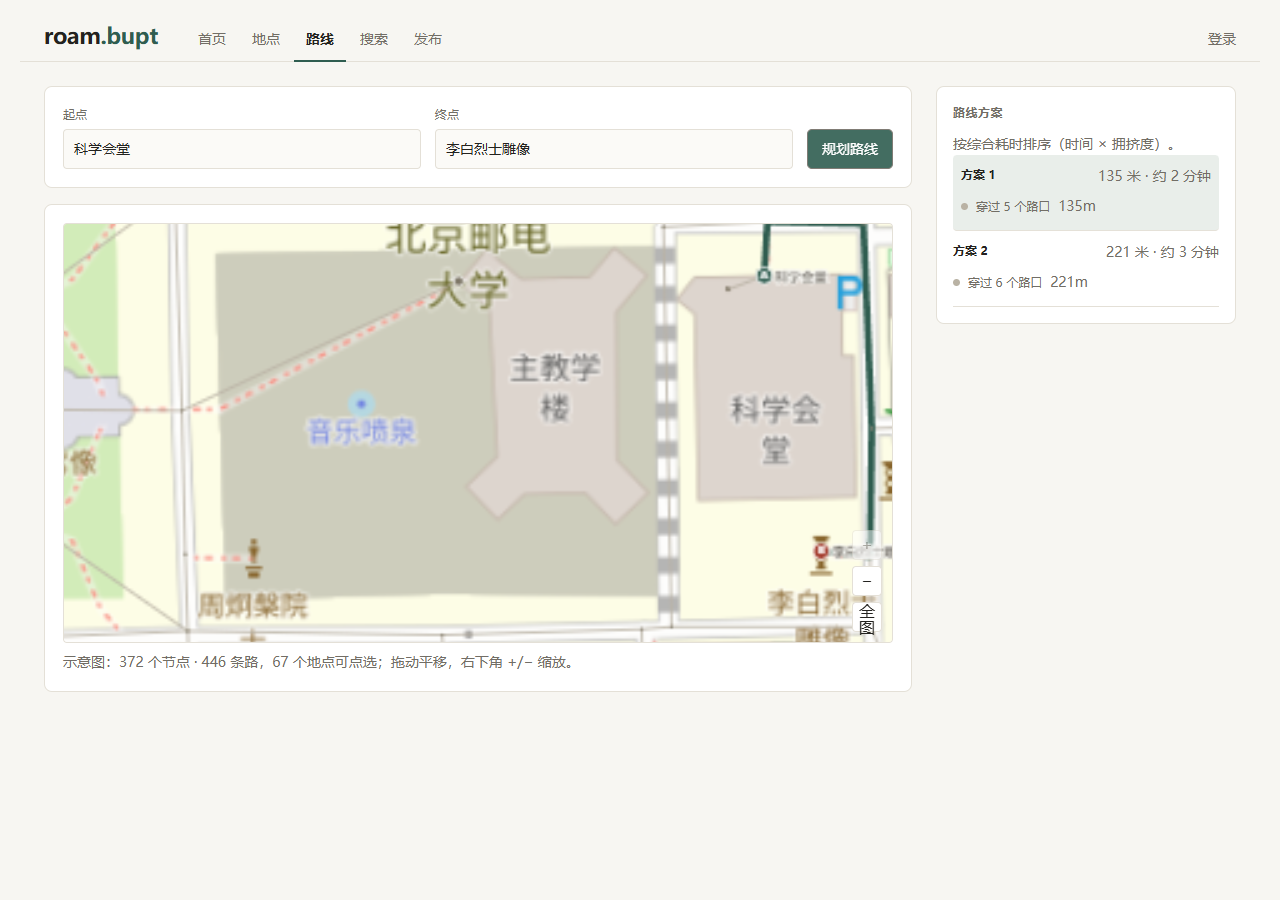 roam.bupt
首页
地点
路线
搜索
发布
登录
起点
终点
科学会堂
李白烈士雕像
规划路线
北京邮电
大学
科学会堂
P
主教学
楼
科学会
堂
音乐喷泉
像
周炯槃院
李白烈士
雕像
−
全
图
示意图：372 个节点 · 446 条路，67 个地点可点选；拖动平移，右下角 +/− 缩放。
路线方案
按综合耗时排序（时间 × 拥挤度）。
方案 1
135 米 · 约 2 分钟
穿过 5 个路口 135m
方案 2
221 米 · 约 3 分钟
穿过 6 个路口 221m